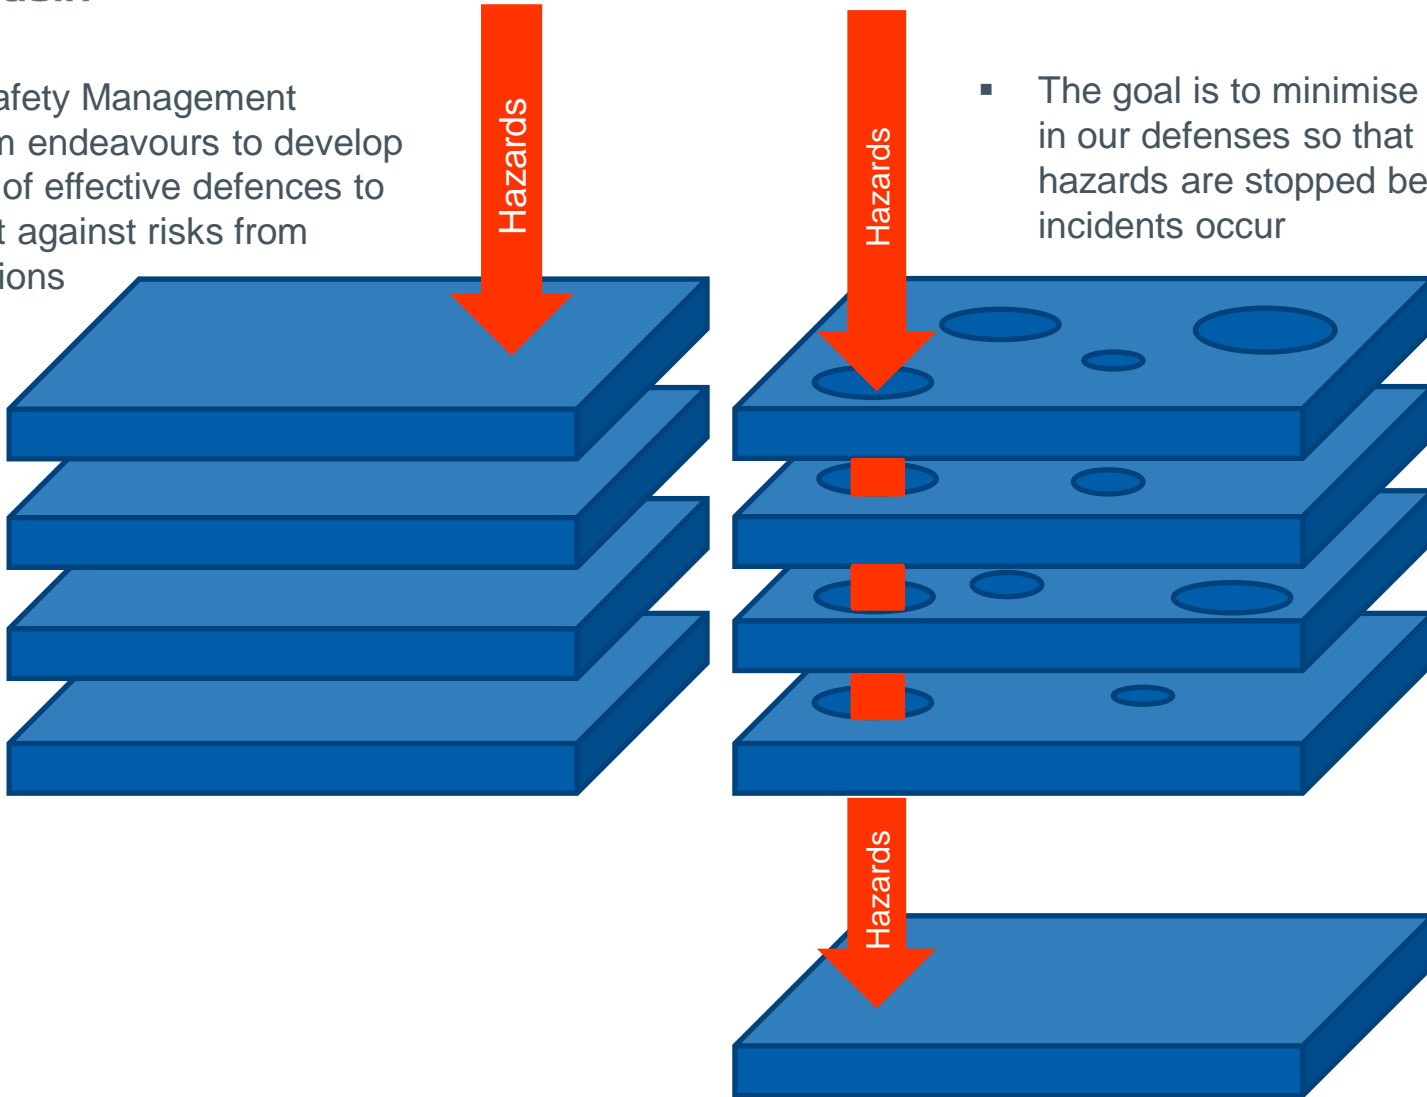 afety Management
m endeavours to develop
of effective defences to
t against risks from
ions
Hazards
Hazards
▪ The goal is to minimise
in our defenses so that
hazards are stopped be
incidents occur
Hazards